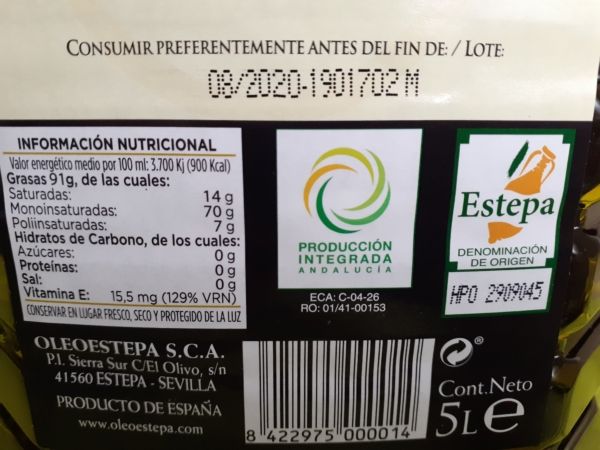 CONSUMIR PREFERENTEMENTE ANTES DEL FIN DE: / LOTE:
08/2020-1901702 M
INFORMACIÓN NUTRICIONAL
Valor energético medio por 100 ml: 3.700 Kj (900 Kcal)
Grasas 91g, de las cuales:
Saturadas: 14 g
Monoinsaturadas: 70 g
Poliinsaturadas: 7 g
Hidratos de Carbono, de los cuales: 0 g
Azúcares: 0 g
Proteínas: 0 g
Sal: 0 g
Vitamina E: 15,5 mg (129% VRN)
CONSERVAR EN LUGAR FRESCO, SECO Y PROTEGIDO DE LA LUZ
OLEOESTEPA S.C.A.
P.I. Sierra Sur C/El Olivo, s/n
41560 ESTEPA - SEVILLA
PRODUCTO DE ESPAÑA
www.oleoestepa.com
PRODUCCIÓN
INTEGRADA
ANDALUCÍA
ECA: C-04-26
RO: 01/41-00153
8 422975 000014
Estepa
DENOMINACIÓN
DE ORIGEN
HPO 2909045
®
Cont.Neto
5L e